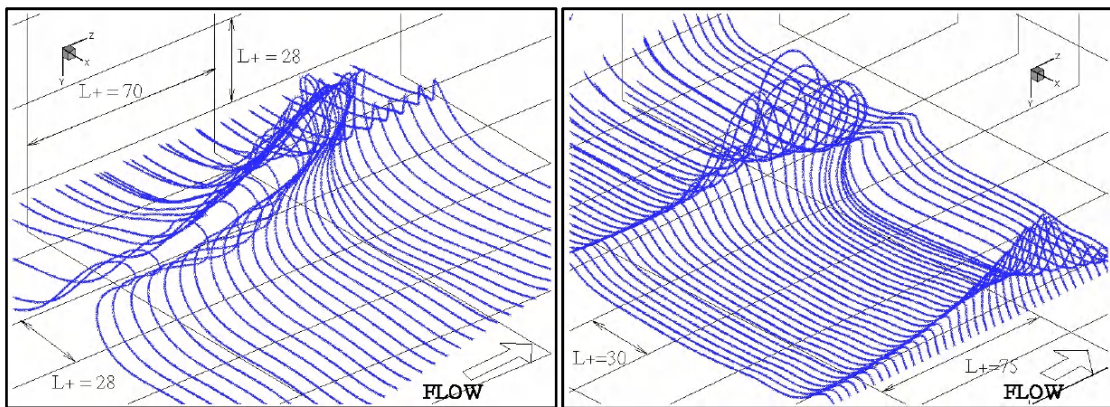 Z
X
Y
L+ = 28
L+ = 70
L+ = 28
FLOW
Z
X
Y
L+=30
L+=75
FLOW